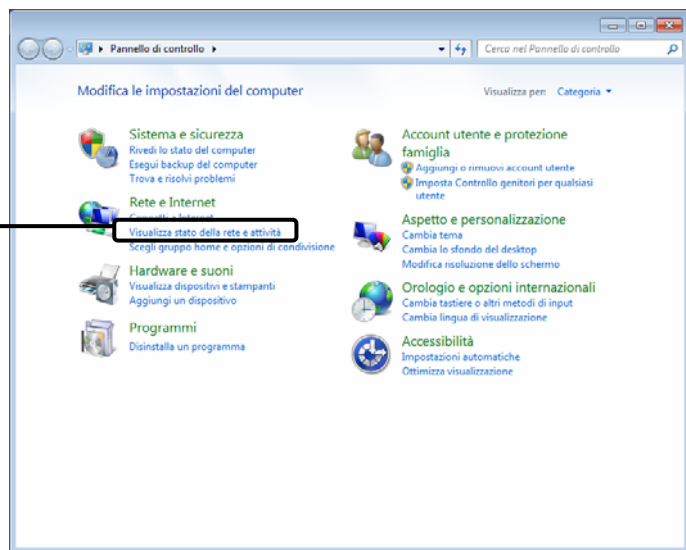 Pannello di controllo
Cerca nel Pannello di controllo
Modifica le impostazioni del computer
Visualizza per: Categoria
Sistema e sicurezza
Rivedi lo stato del computer
Esegui backup del computer
Trova e risolvi problemi
Rete e Internet
Connetti a Internet
Visualizza stato della rete e attività
Scegli gruppo home e opzioni di condivisione
Hardware e suoni
Visualizza dispositivi e stampanti
Aggiungi un dispositivo
Programmi
Disinstalla un programma
Account utente e protezione
famiglia
Aggiungi o rimuovi account utente
Imposta Controllo genitori per qualsiasi
utente
Aspetto e personalizzazione
Cambia tema
Cambia lo sfondo del desktop
Modifica risoluzione dello schermo
Orologio e opzioni internazionali
Cambia tastiere o altri metodi di input
Cambia lingua di visualizzazione
Accessibilità
Impostazioni automatiche
Ottimizza visualizzazione